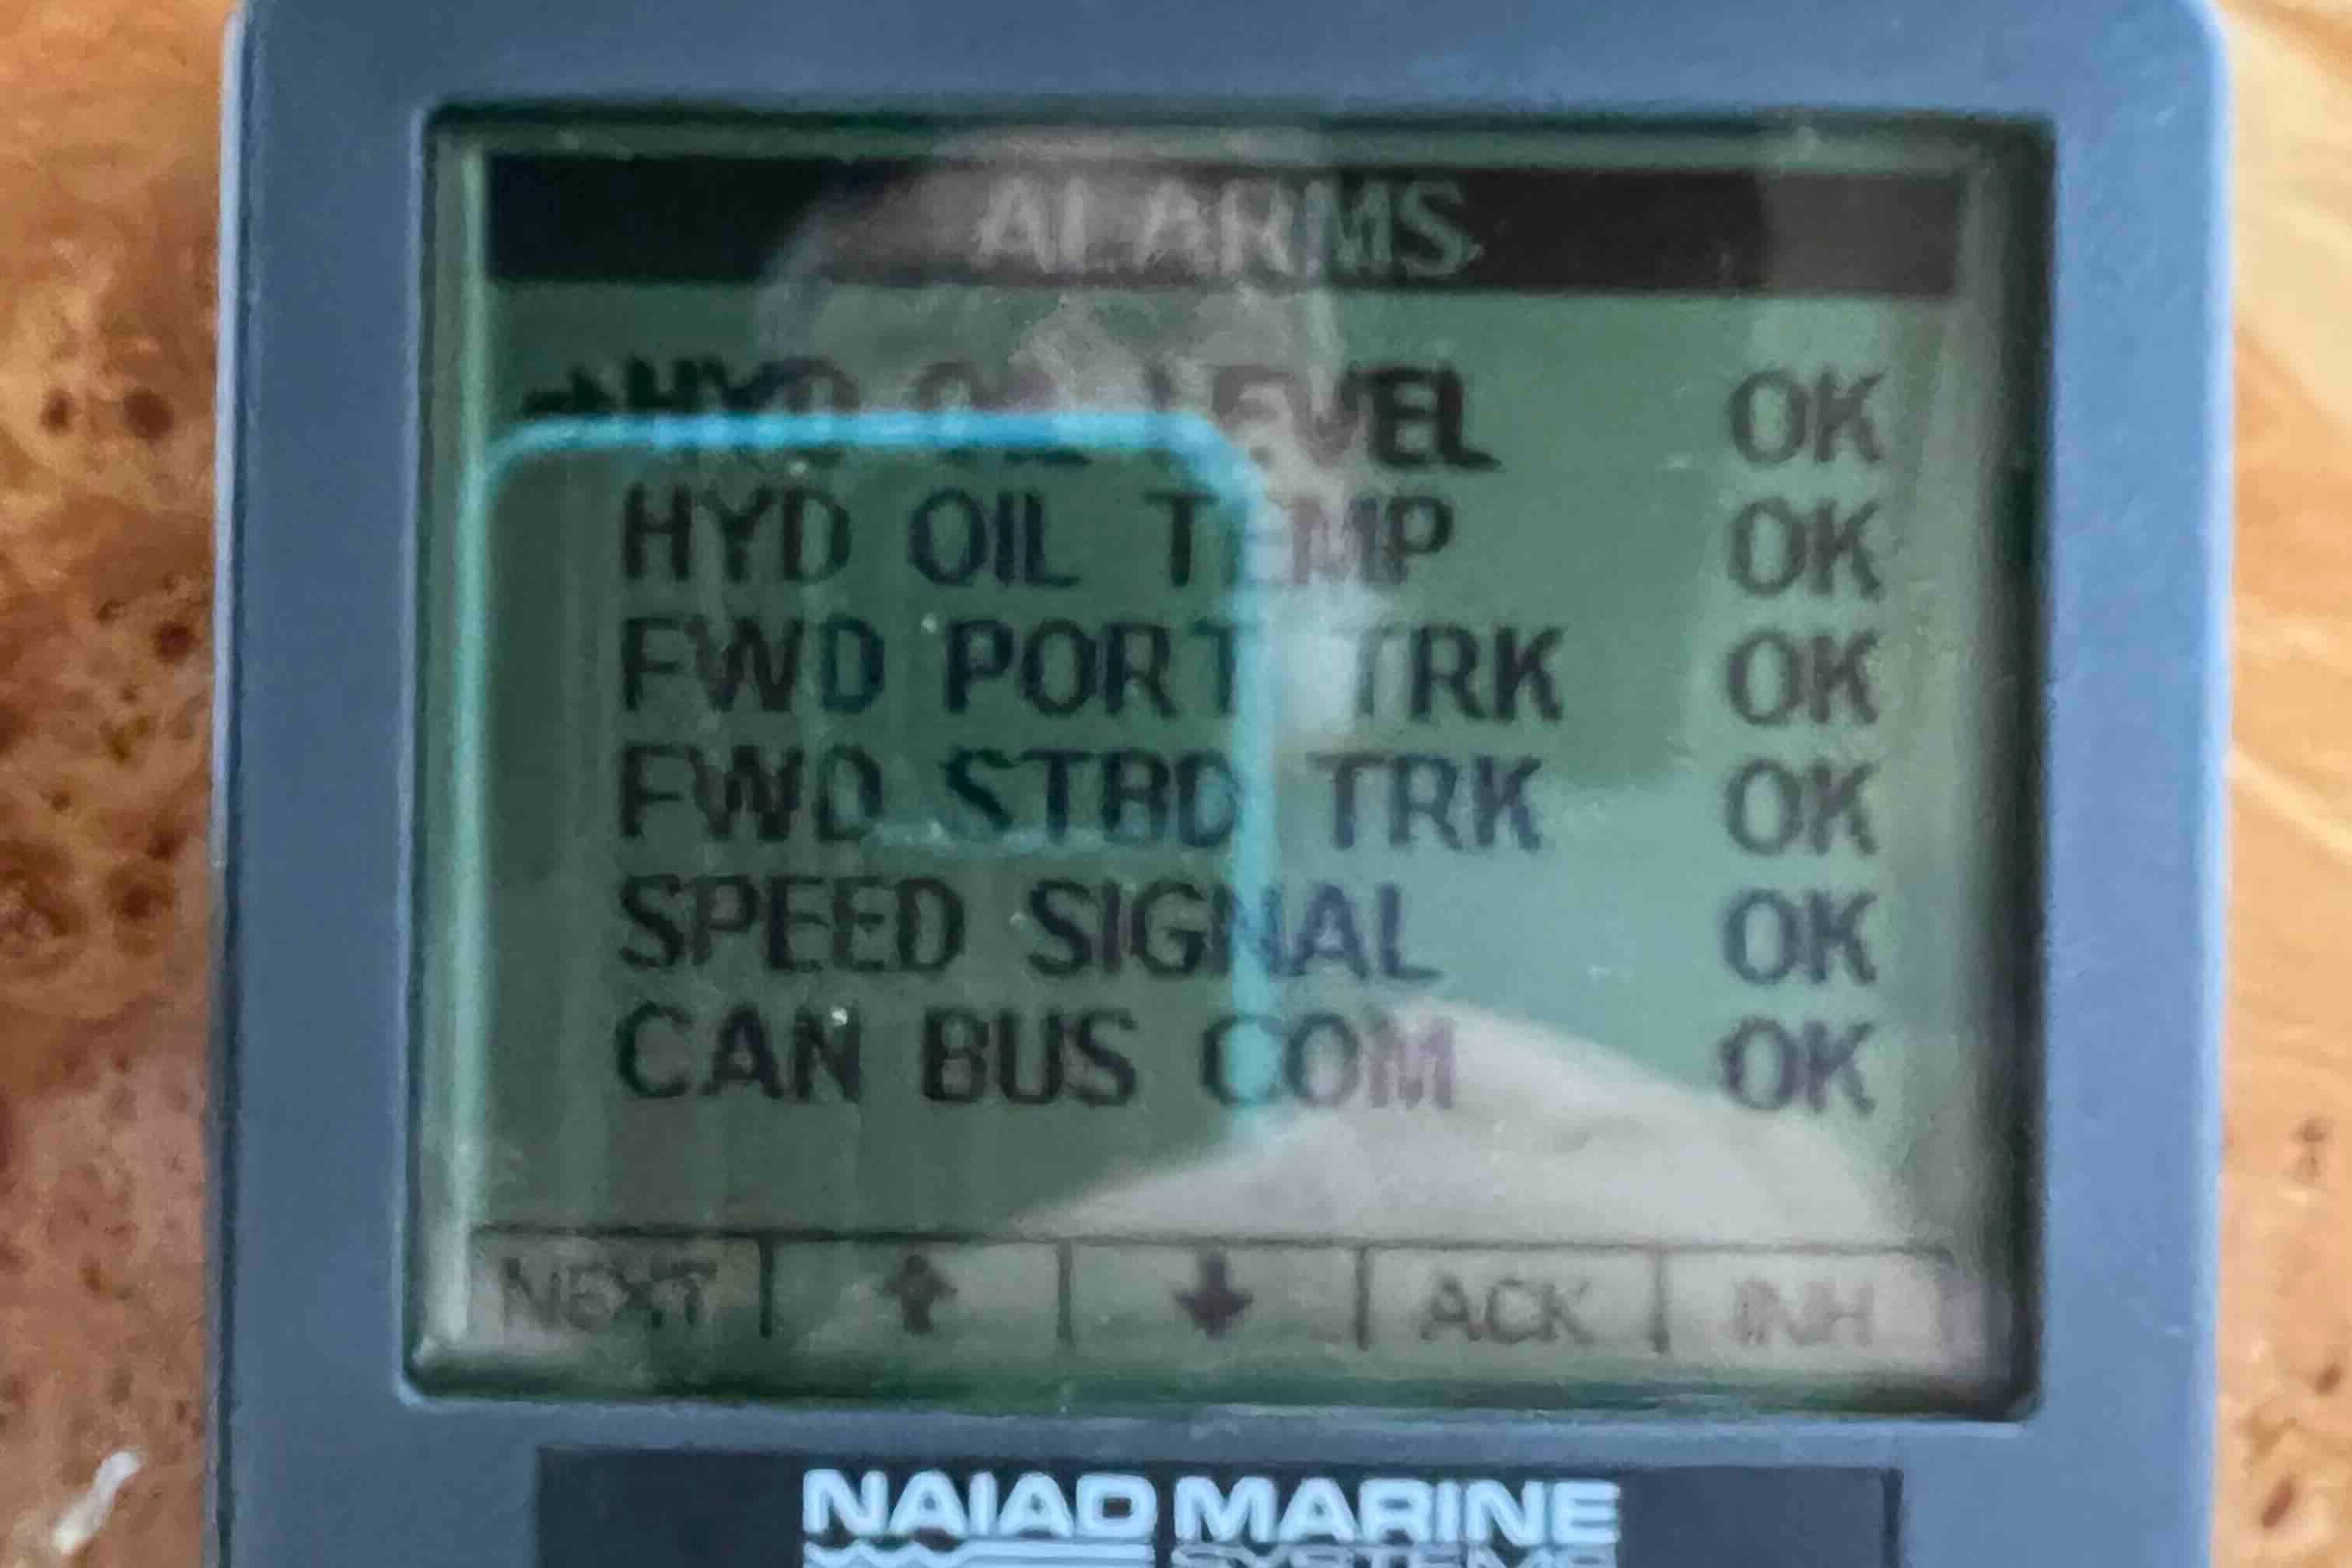 ALARMS
→HYD OIL LEVEL OK
HYD OIL TEMP OK
FWD PORT TRK OK
FWD STBD TRK OK
SPEED SIGNAL OK
CAN BUS COM OK
NEXT ↑ ↓ ACK INH
NAIAD MARINE
SYSTEMS